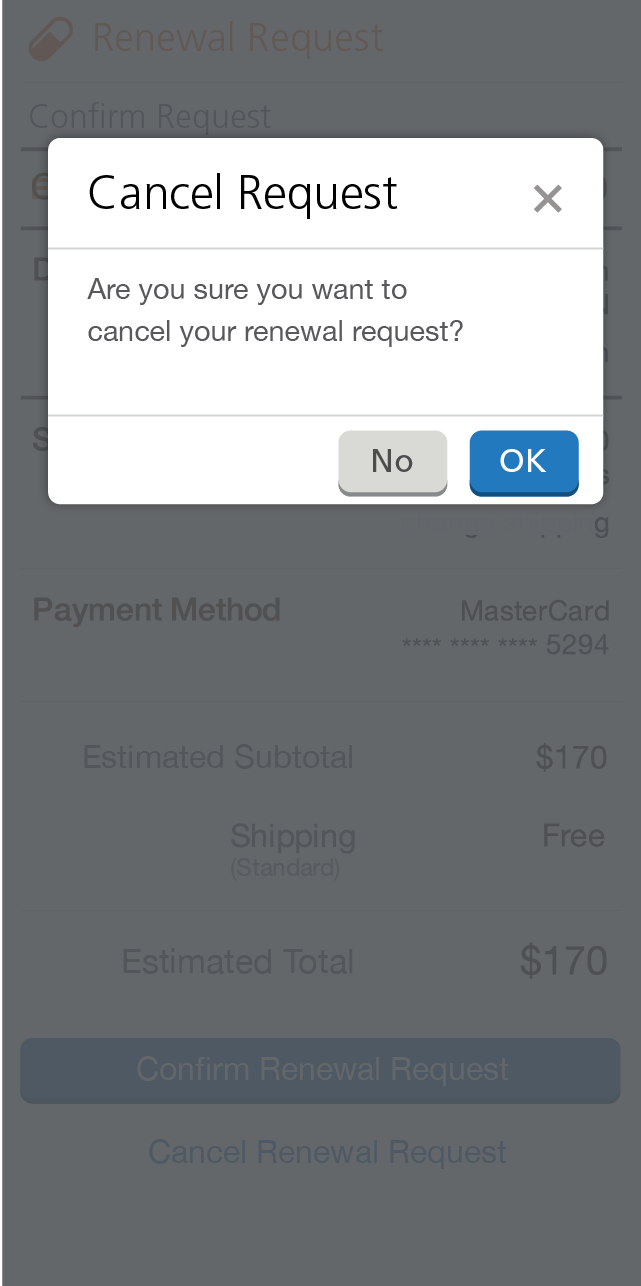 Renewal Request
Confirm Request
Cancel Request
Are you sure you want to
cancel your renewal request?
No OK
Payment Method MasterCard
**** **** **** 5294
Estimated Subtotal $170
Shipping Free
(Standard)
Estimated Total $170
Confirm Renewal Request
Cancel Renewal Request